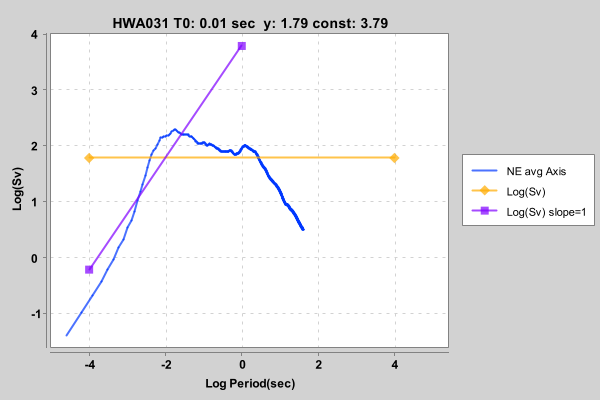 HWA031 T0: 0.01 sec  y: 1.79 const: 3.79
4
3
2
1
0
-1
Log(Sv)
-4
-2
0
2
4
Log Period(sec)
NE avg Axis
Log(Sv)
Log(Sv) slope=1